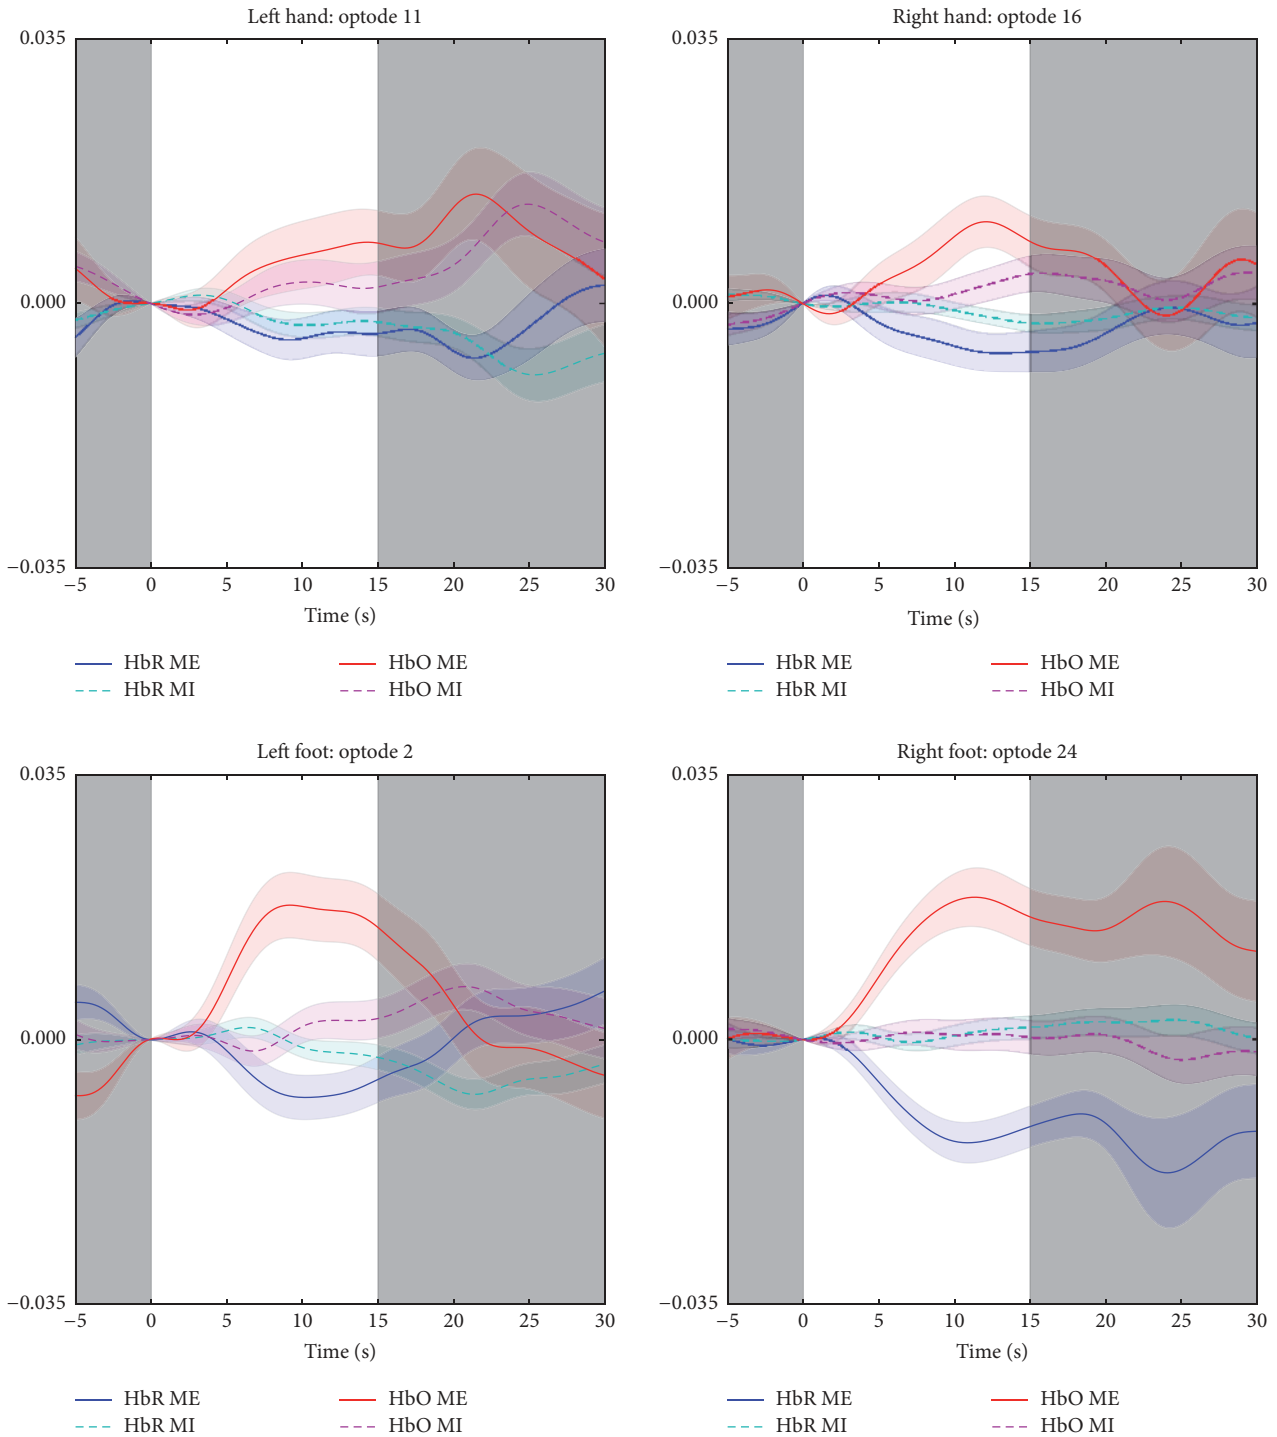 Left hand: optode 11
0.035
0.000
−0.035
−5 0 5 10 15 20 25 30
Time (s)
HbR ME HbO ME
HbR MI HbO MI
Right hand: optode 16
0.035
0.000
−0.035
−5 0 5 10 15 20 25 30
Time (s)
HbR ME HbO ME
HbR MI HbO MI
Left foot: optode 2
0.035
0.000
−0.035
−5 0 5 10 15 20 25 30
Time (s)
HbR ME HbO ME
HbR MI HbO MI
Right foot: optode 24
0.035
0.000
−0.035
−5 0 5 10 15 20 25 30
Time (s)
HbR ME HbO ME
HbR MI HbO MI